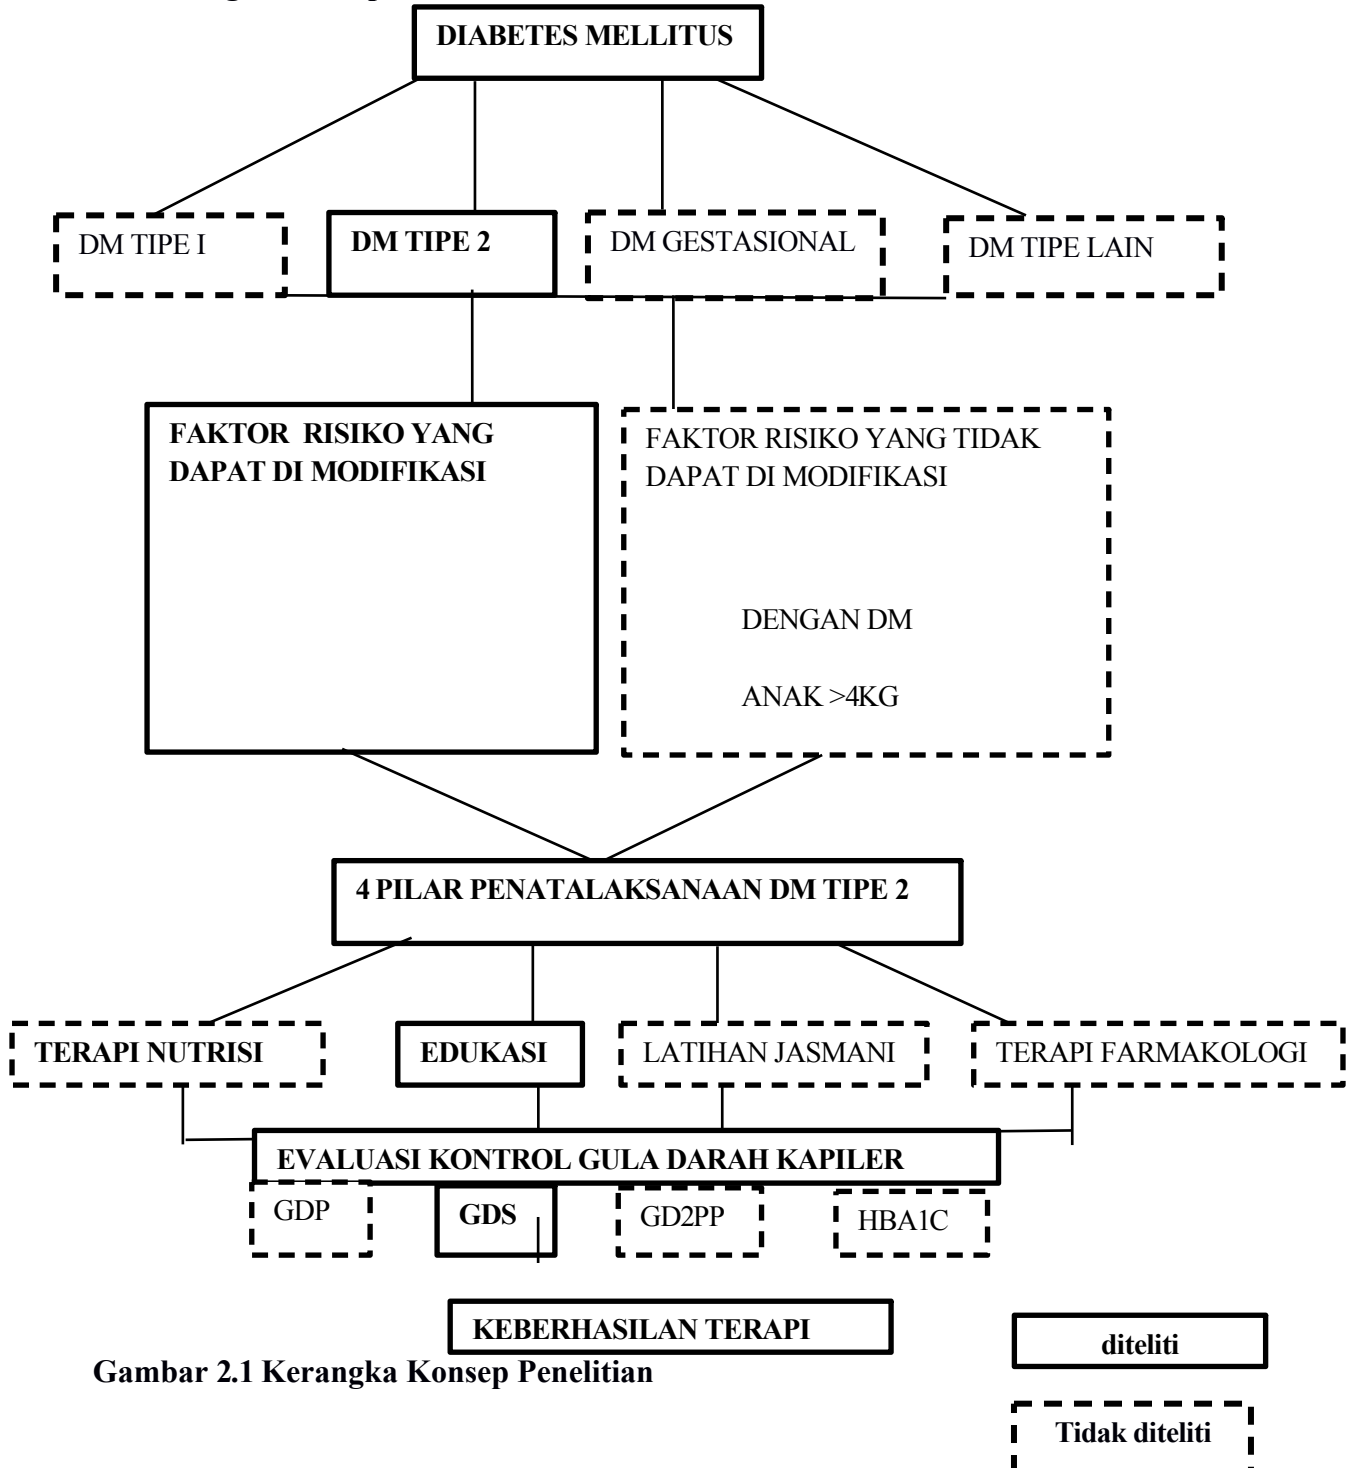 DIABETES MELLITUS
DM TIPE I
DM TIPE 2
DM GESTASIONAL
DM TIPE LAIN
FAKTOR RISIKO YANG
DAPAT DI MODIFIKASI
FAKTOR RISIKO YANG TIDAK
DAPAT DI MODIFIKASI
DENGAN DM
ANAK >4KG
4 PILAR PENATALAKSANAAN DM TIPE 2
TERAPI NUTRISI
EDUKASI
LATIHAN JASMANI
TERAPI FARMAKOLOGI
EVALUASI KONTROL GULA DARAH KAPILER
GDP
GDS
GD2PP
HBA1C
KEBERHASILAN TERAPI
diteliti
Gambar 2.1 Kerangka Konsep Penelitian
Tidak diteliti